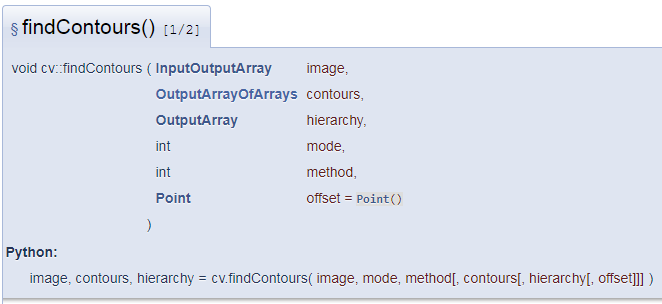 § findContours() [1/2]
void cv::findContours ( InputOutputArray image,
OutputArrayOfArrays contours,
OutputArray hierarchy,
int mode,
int method,
Point offset = Point()
)
Python:
image, contours, hierarchy = cv.findContours( image, mode, method[, contours[, hierarchy[, offset]]] )